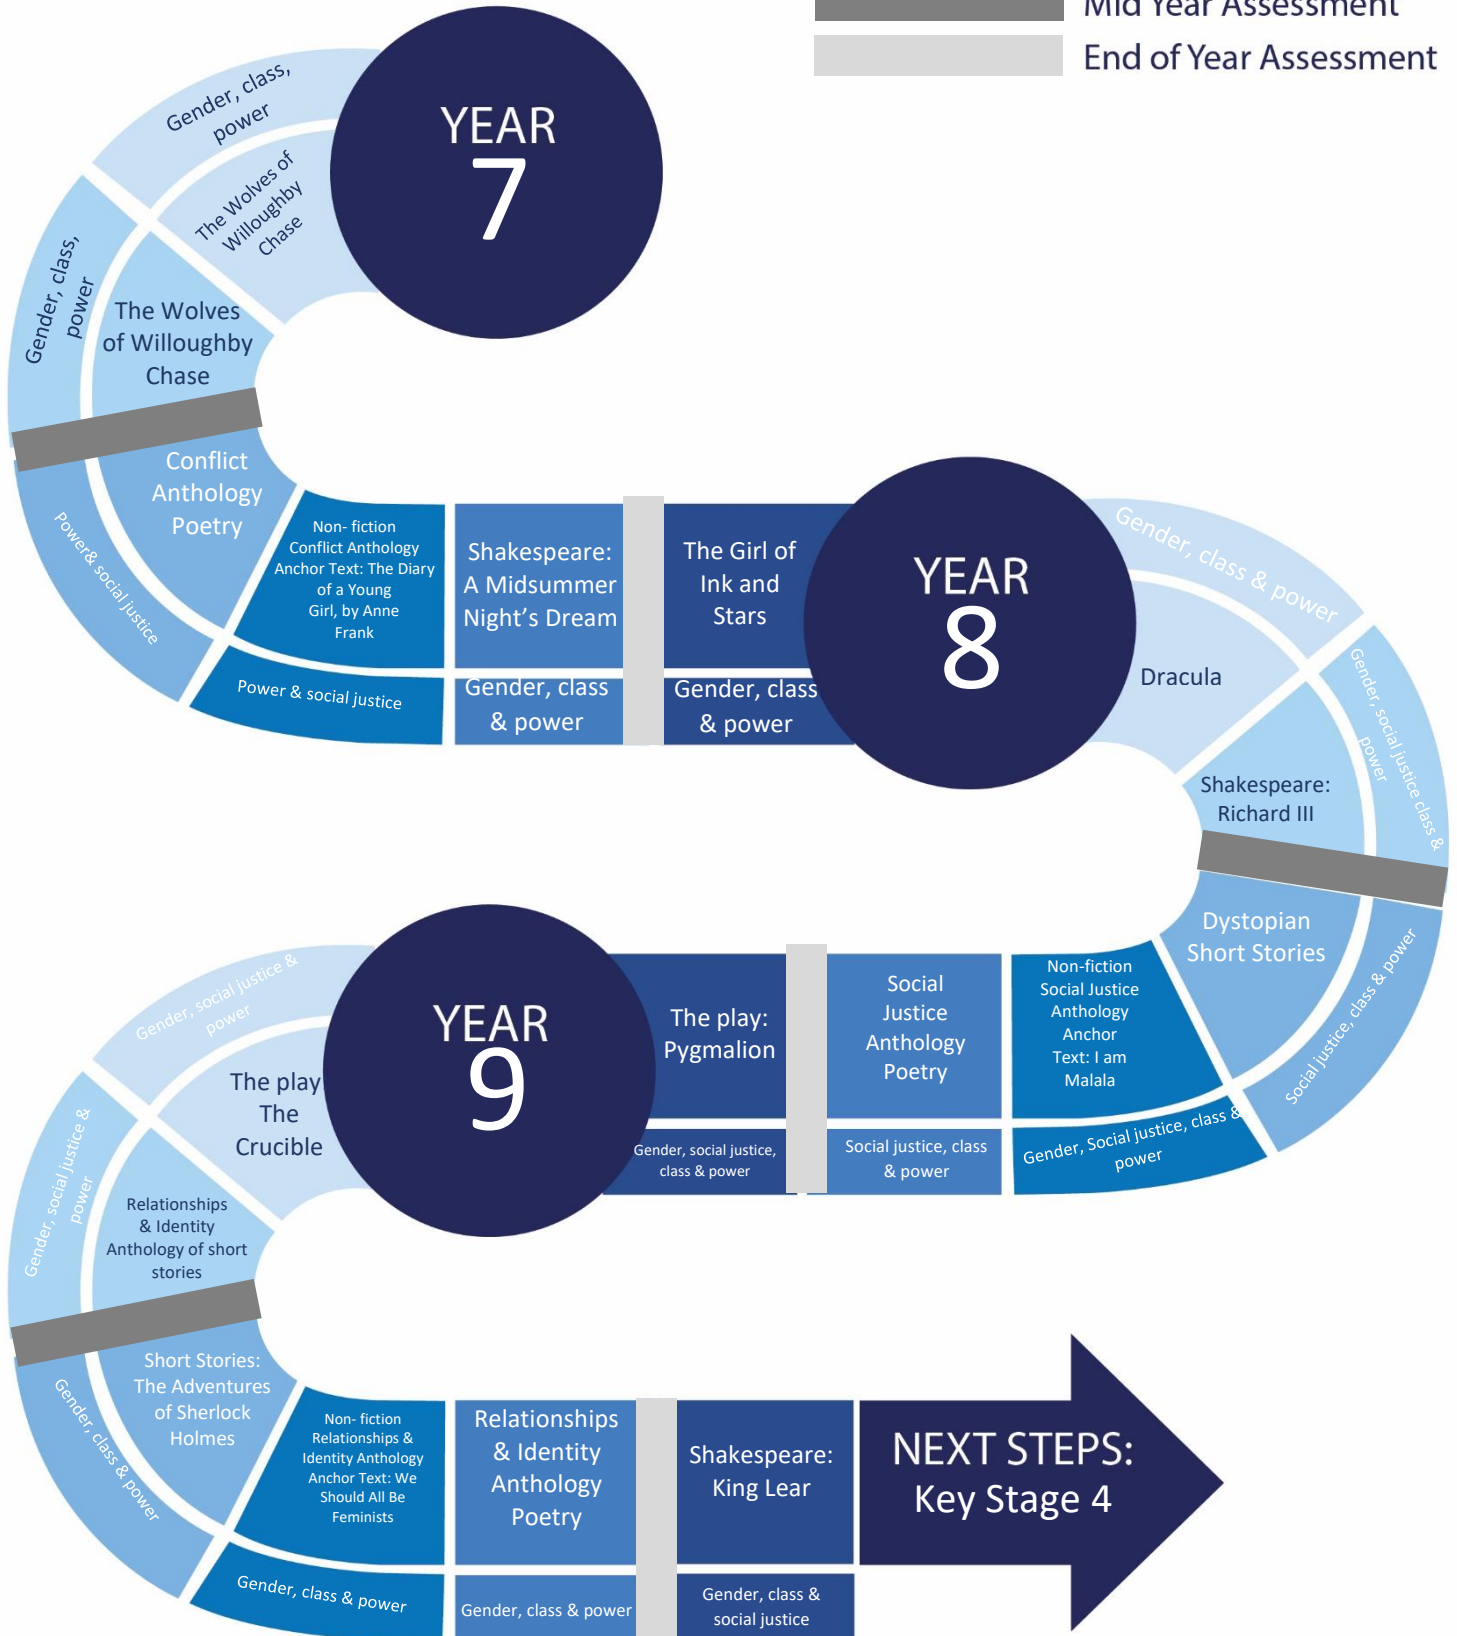 Mid Year Assessment
End of Year Assessment
YEAR
7
Gender, class,
power
The Wolves of
Willoughby
Chase
Gender, class,
power
The Wolves
of Willoughby
Chase
Conflict
Anthology
Poetry
Power& social justice
Non- fiction
Conflict Anthology
Anchor Text: The Diary
of a Young
Girl, by Anne
Frank
Power & social justice
Shakespeare:
A Midsummer
Night’s Dream
Gender, class
& power
The Girl of
Ink and
Stars
Gender, class
& power
YEAR
8
Gender, class & power
Dracula
Gender, social justice class &
power
Shakespeare:
Richard III
Dystopian
Short Stories
Social justice, class & power
Non-fiction
Social Justice
Anthology
Anchor
Text: I am
Malala
Gender, Social justice, class &
power
Social
Justice
Anthology
Poetry
Social justice, class
& power
The play:
Pygmalion
Gender, social justice,
class & power
YEAR
9
Gender, social justice &
power
The play
The
Crucible
Gender, social justice &
power
Relationships
& Identity
Anthology of short
stories
Short Stories:
The Adventures
of Sherlock
Holmes
Gender, class & power
Non- fiction
Relationships &
Identity Anthology
Anchor Text: We
Should All Be
Feminists
Gender, class & power
Relationships
& Identity
Anthology
Poetry
Gender, class & power
Shakespeare:
King Lear
Gender, class &
social justice
NEXT STEPS:
Key Stage 4